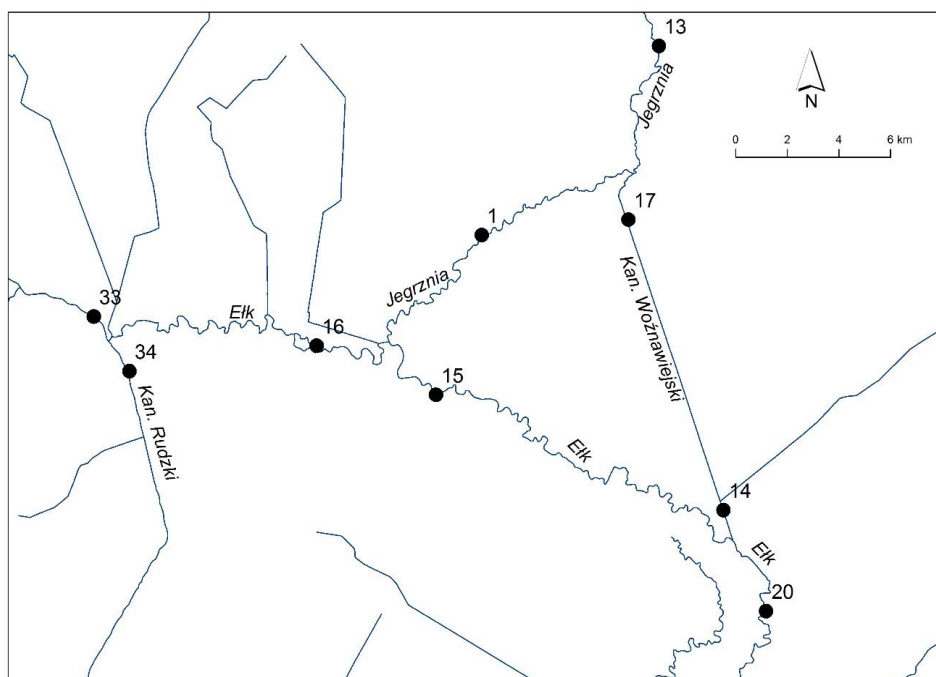 13
Jegrznia
N
0 2 4 6 km
17
1
Kan. Woźnawiejski
Jegrznia
33
Ełk
16
34
15
Kan. Rudzki
Ełk
14
Ełk
20